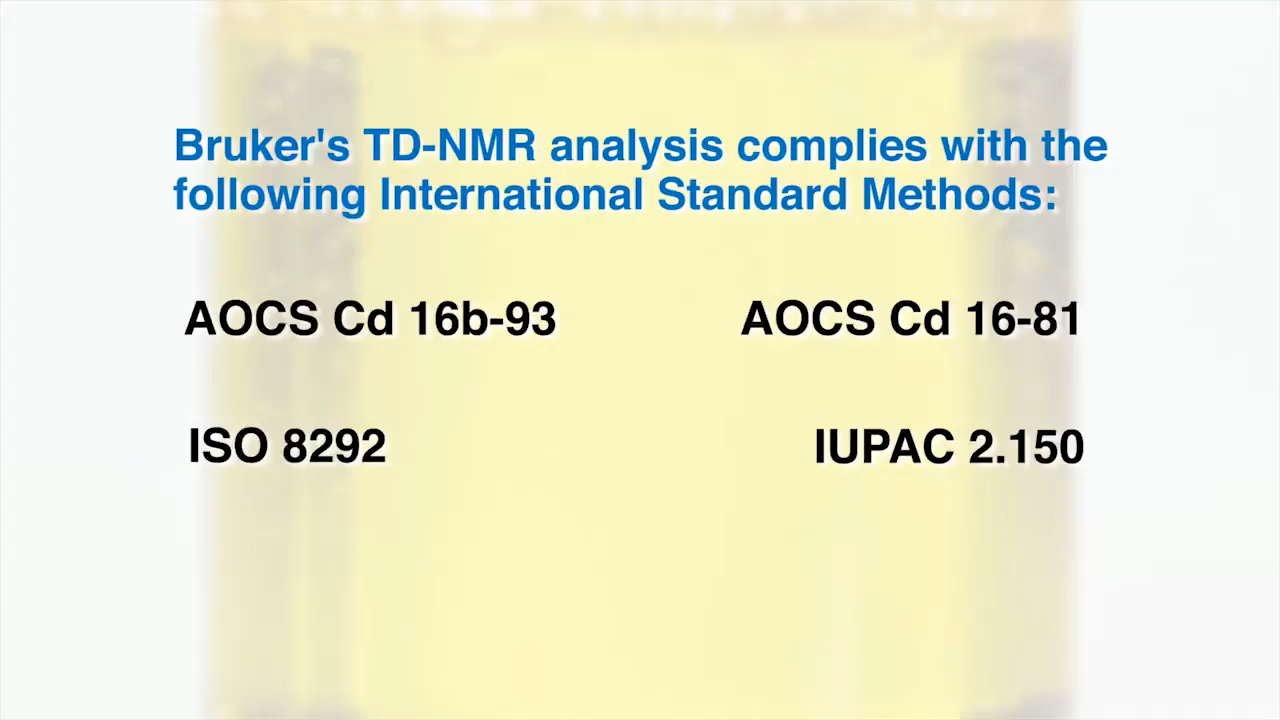 Bruker's TD-NMR analysis complies with the
following International Standard Methods:
AOCS Cd 16b-93
AOCS Cd 16-81
ISO 8292
IUPAC 2.150